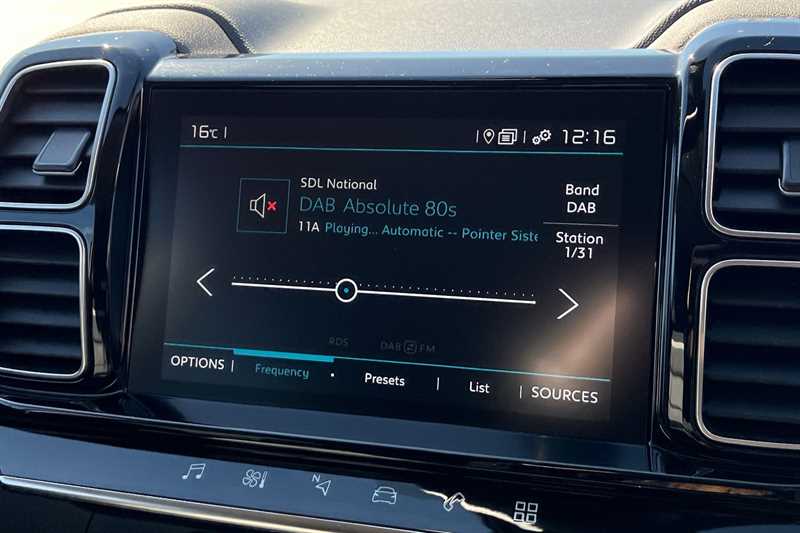 16°C
12:16
SDL National
DAB Absolute 80s
11A Playing... Automatic -- Pointer Siste
Band
DAB
Station
1/31
RDS DAB FM
OPTIONS Frequency Presets List SOURCES
N